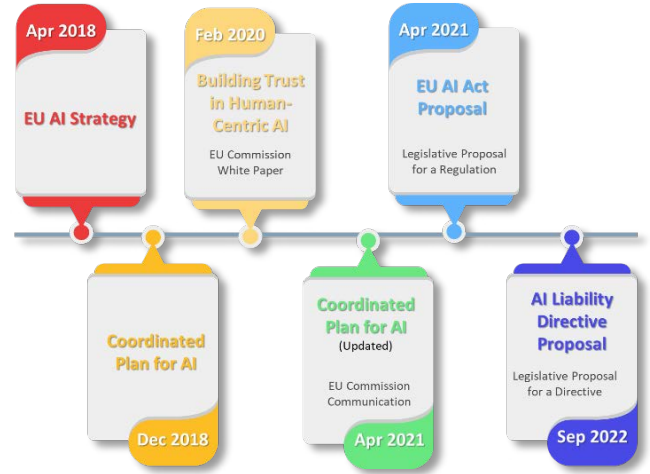 Apr 2018
EU AI Strategy
Feb 2020
Building Trust
in Human-
Centric AI
EU Commission
White Paper
Apr 2021
EU AI Act
Proposal
Legislative Proposal
for a Regulation
Coordinated
Plan for AI
Dec 2018
Coordinated
Plan for AI
(Updated)
EU Commission
Communication
Apr 2021
AI Liability
Directive
Proposal
Legislative Proposal
for a Directive
Sep 2022